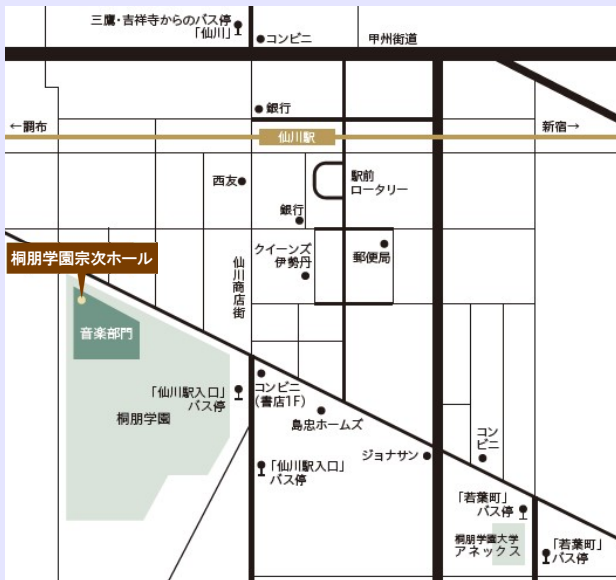 三鷹・吉祥寺からのバス停
「仙川」
コンビニ
甲州街道
銀行
←調布
仙川駅
新宿→
西友
駅前
ロータリー
銀行
クイーンズ
伊勢丹
郵便局
仙川商店街
桐朋学園宗次ホール
音楽部門
桐朋学園
「仙川駅入口」
バス停
コンビニ
(書店1F)
島忠ホームズ
「仙川駅入口」
バス停
ジョナサン
コン
ビニ
「若葉町」
バス停
桐朋学園大学
アネックス
「若葉町」
バス停